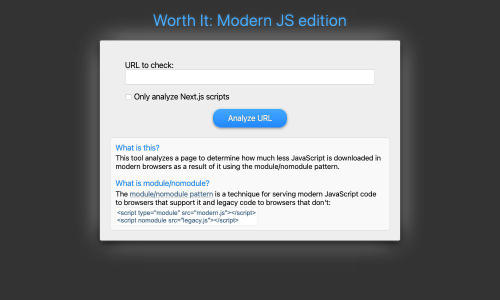 Worth It: Modern JS edition
URL to check:
Only analyze Next.js scripts
Analyze URL
What is this?
This tool analyzes a page to determine how much less JavaScript is downloaded in
modern browsers as a result of it using the module/nomodule pattern.
What is module/nomodule?
The module/nomodule pattern is a technique for serving modern JavaScript code
to browsers that support it and legacy code to browsers that don't:
<script type="module" src="modern.js"></script>
<script nomodule src="legacy.js"></script>